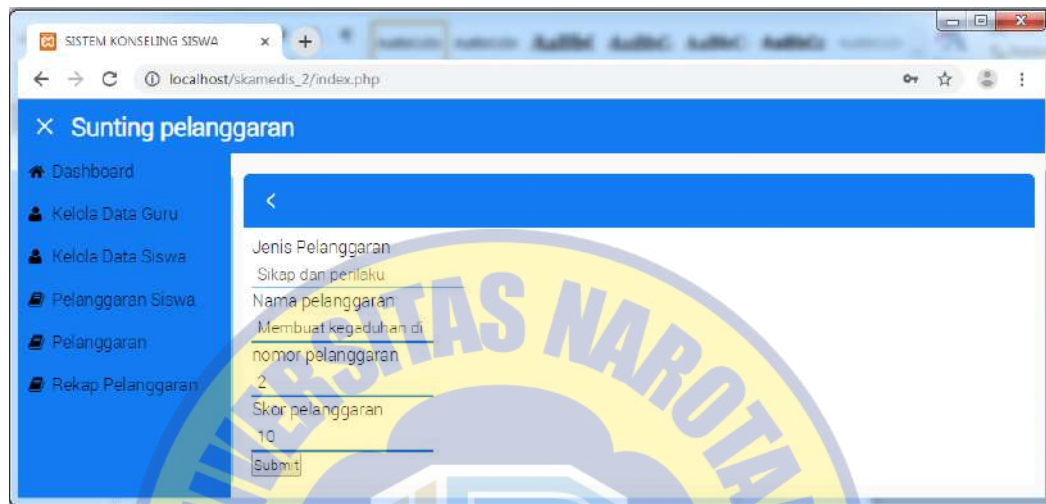 SISTEM KONSELING SISWA
localhost/skamedis_2/index.php
Sunting pelanggaran
Dashboard
Kelola Data Guru
Kelola Data Siswa
Pelanggaran Siswa
Pelanggaran
Rekap Pelanggaran
Jenis Pelanggaran
Sikap dan perilaku
Nama pelanggaran
Membuat kegaduhan di
nomor pelanggaran
2
Skor pelanggaran
10
Submit